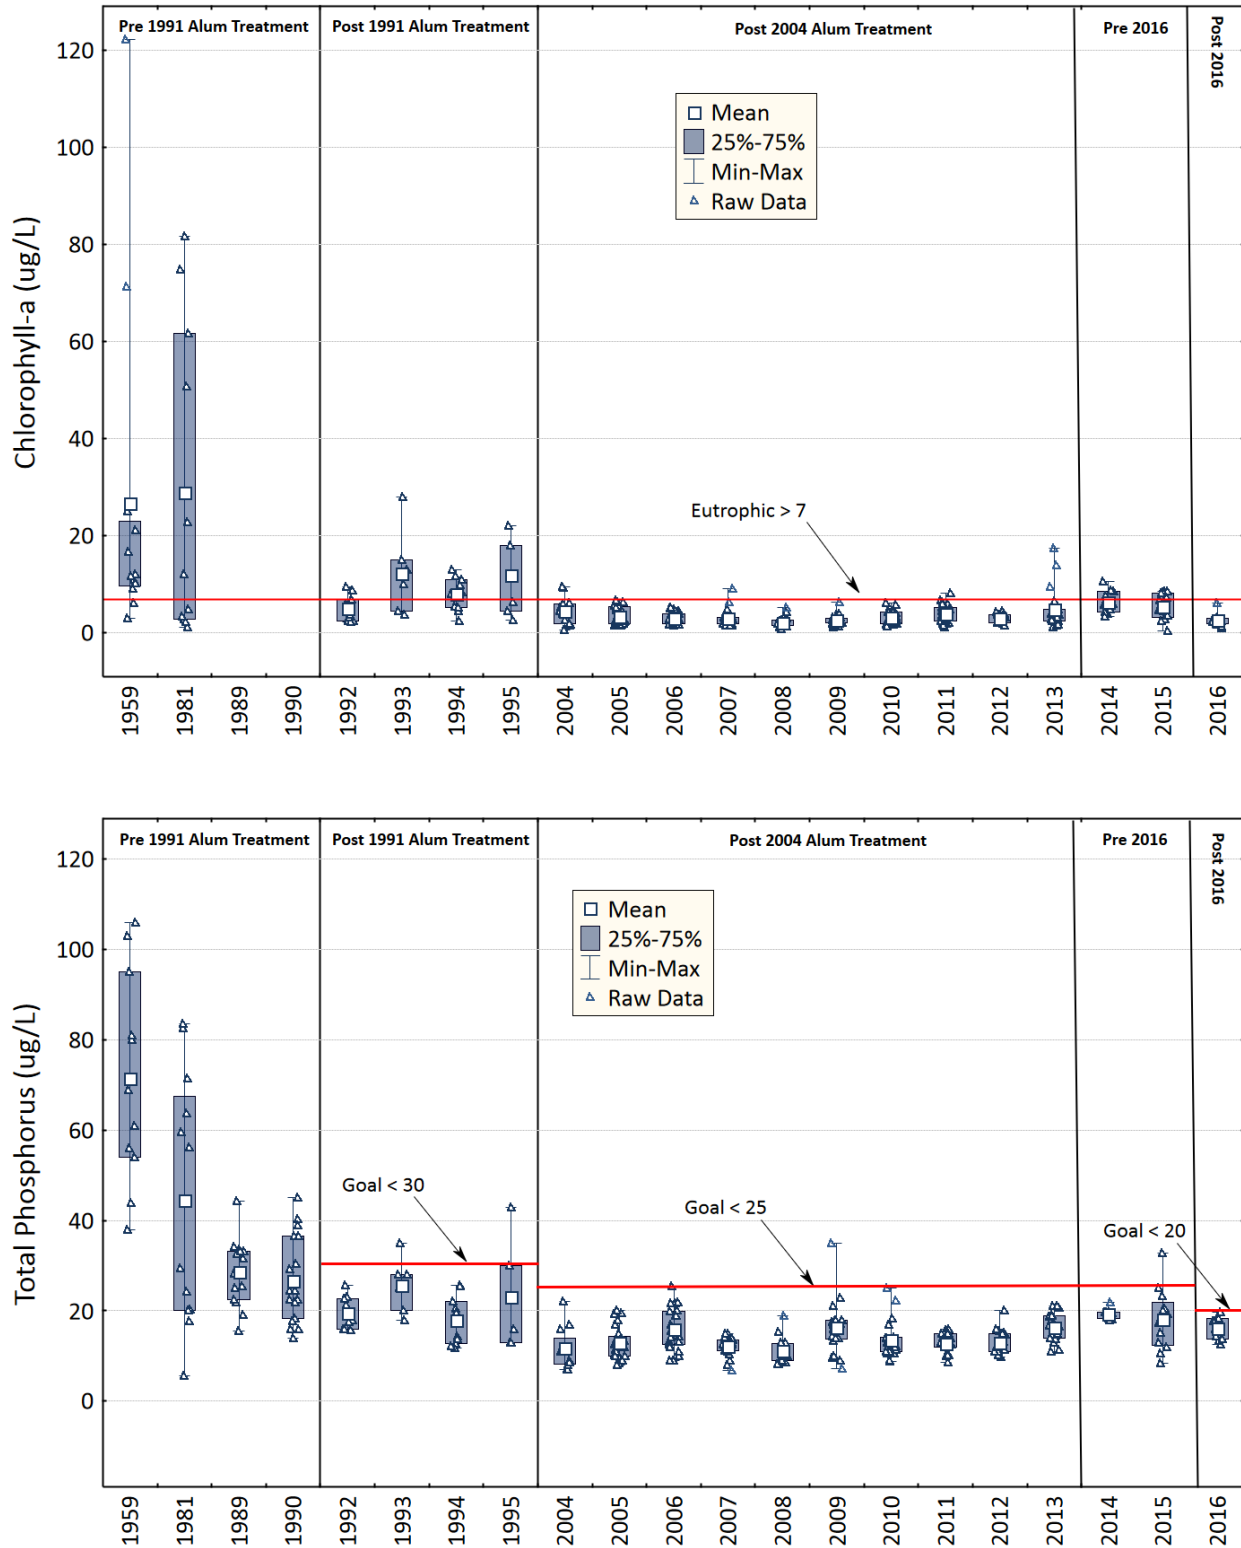 Pre 1991 Alum Treatment
Post 1991 Alum Treatment
Post 2004 Alum Treatment
Pre 2016
Post 2016
120
100
80
60
40
20
0
Chlorophyll-a (ug/L)
Mean
25%-75%
Min-Max
Raw Data
Eutrophic > 7
1959
1981
1989
1990
1992
1993
1994
1995
2004
2005
2006
2007
2008
2009
2010
2011
2012
2013
2014
2015
2016
Pre 1991 Alum Treatment
Post 1991 Alum Treatment
Post 2004 Alum Treatment
Pre 2016
Post 2016
120
100
80
60
40
20
0
Total Phosphorus (ug/L)
Mean
25%-75%
Min-Max
Raw Data
Goal < 30
Goal < 25
Goal < 20
1959
1981
1989
1990
1992
1993
1994
1995
2004
2005
2006
2007
2008
2009
2010
2011
2012
2013
2014
2015
2016